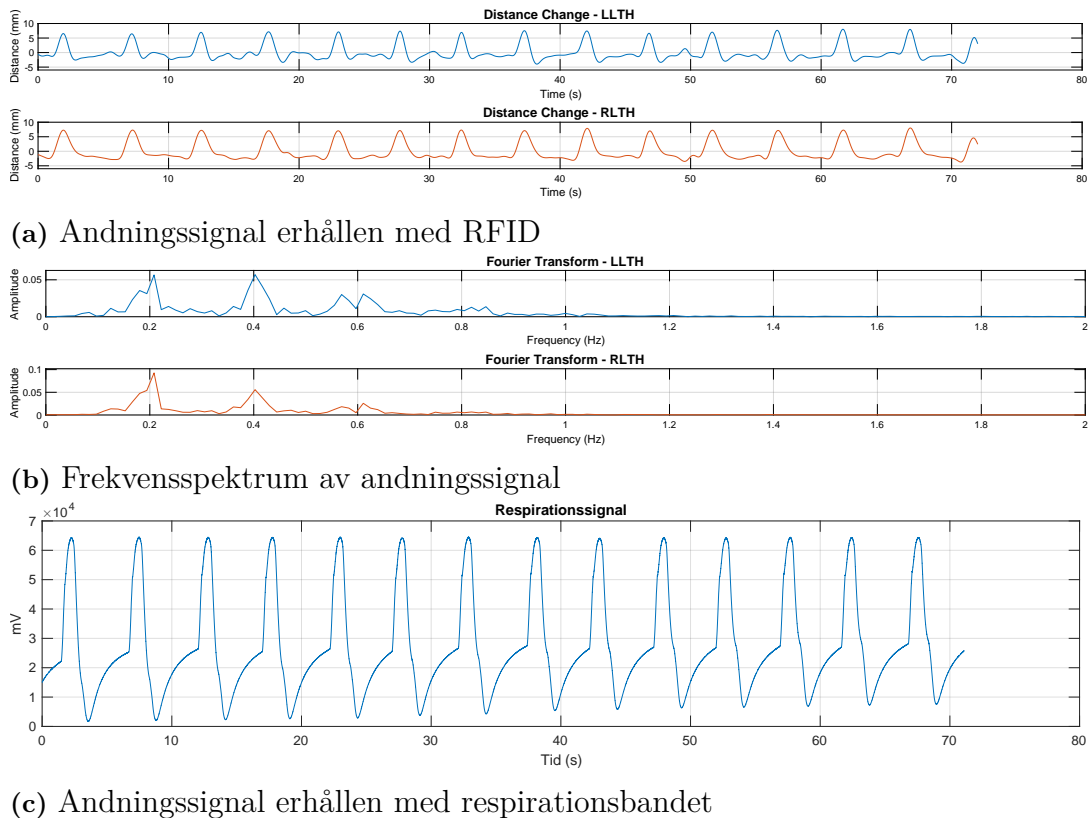 Distance Change - LLTH
Distance (mm)
10
5
0
-5
0 10 20 30 40 50 60 70 80
Time (s)
Distance Change - RLTH
Distance (mm)
10
5
0
-5
0 10 20 30 40 50 60 70 80
Time (s)
(a) Andningssignal erhållen med RFID
Fourier Transform - LLTH
Amplitude
0.05
0
0 0.2 0.4 0.6 0.8 1 1.2 1.4 1.6 1.8 2
Frequency (Hz)
Fourier Transform - RLTH
Amplitude
0.1
0.05
0
0 0.2 0.4 0.6 0.8 1 1.2 1.4 1.6 1.8 2
Frequency (Hz)
(b) Frekvensspektrum av andningssignal
Respirationssignal
×10⁴
mV
7
6
5
4
3
2
1
0
0 10 20 30 40 50 60 70 80
Tid (s)
(c) Andningssignal erhållen med respirationsbandet